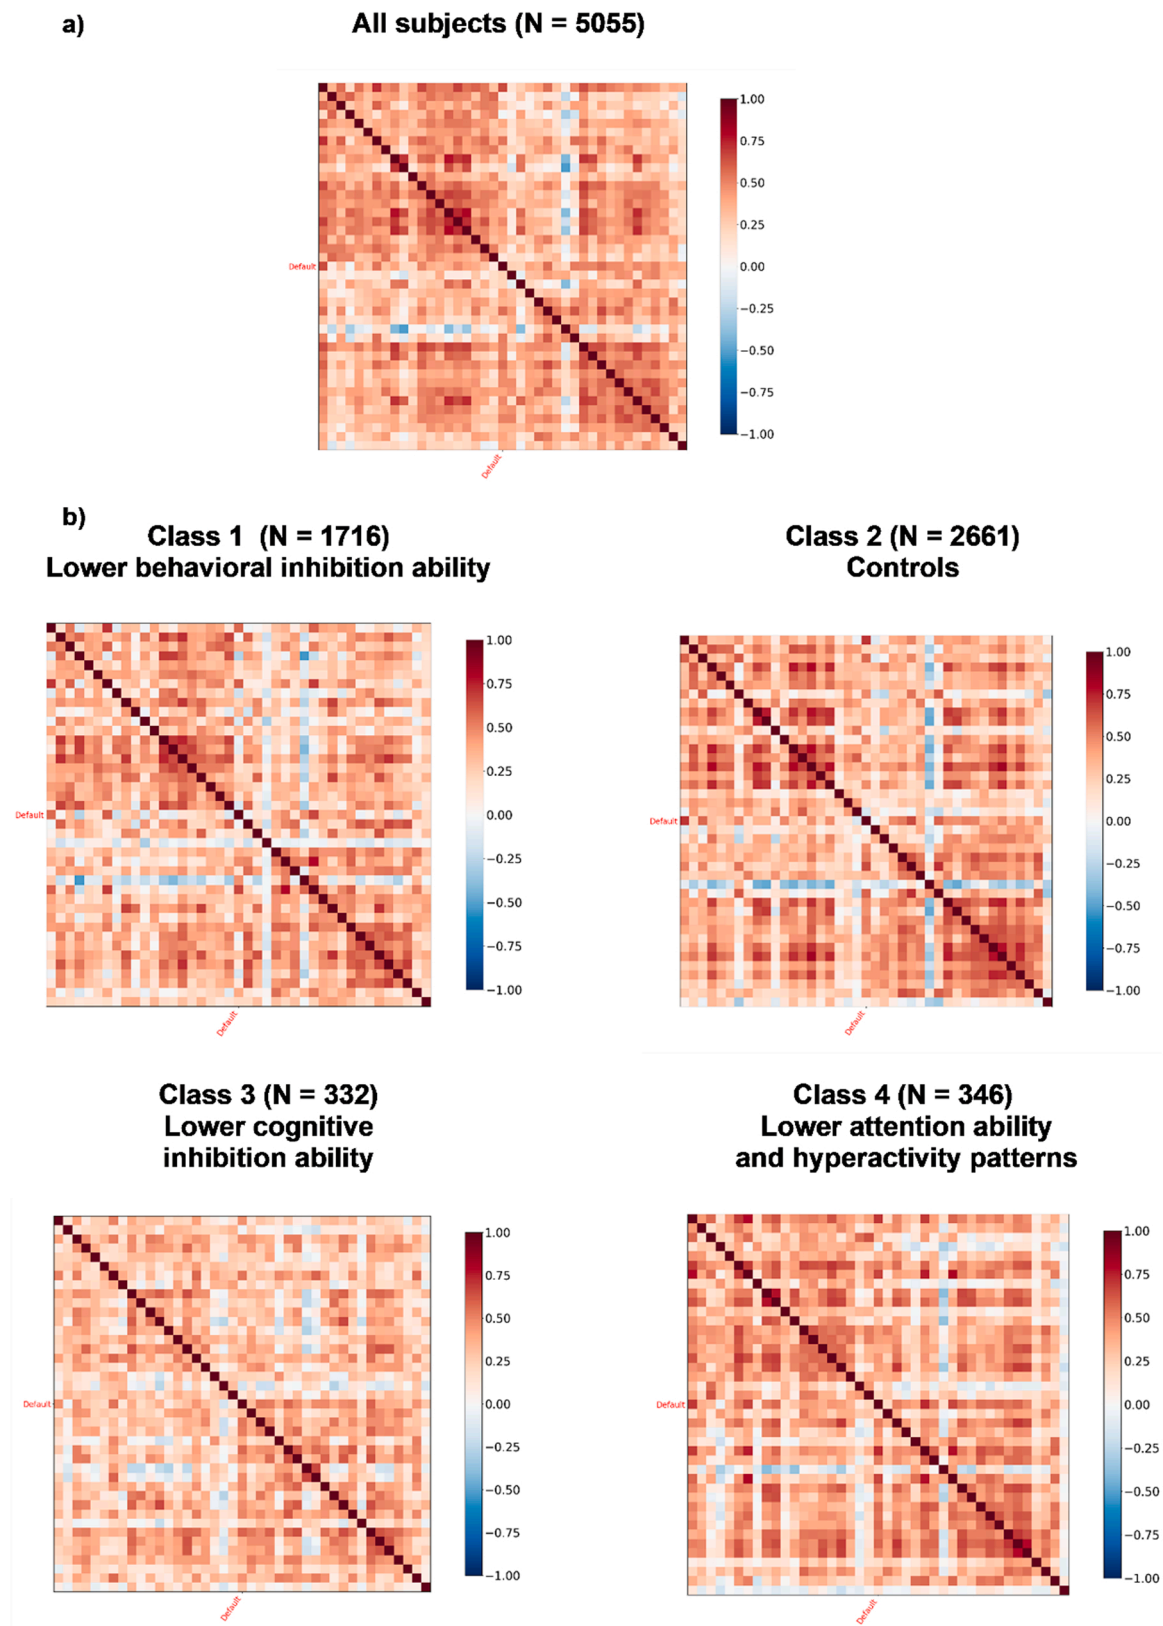 a)
All subjects (N = 5055)
1.00
0.75
0.50
0.25
0.00
−0.25
−0.50
−0.75
−1.00
Default
Default
b)
Class 1 (N = 1716)
Lower behavioral inhibition ability
1.00
0.75
0.50
0.25
0.00
−0.25
−0.50
−0.75
−1.00
Default
Default
Class 2 (N = 2661)
Controls
1.00
0.75
0.50
0.25
0.00
−0.25
−0.50
−0.75
−1.00
Default
Default
Class 3 (N = 332)
Lower cognitive
inhibition ability
1.00
0.75
0.50
0.25
0.00
−0.25
−0.50
−0.75
−1.00
Default
Default
Class 4 (N = 346)
Lower attention ability
and hyperactivity patterns
1.00
0.75
0.50
0.25
0.00
−0.25
−0.50
−0.75
−1.00
Default
Default